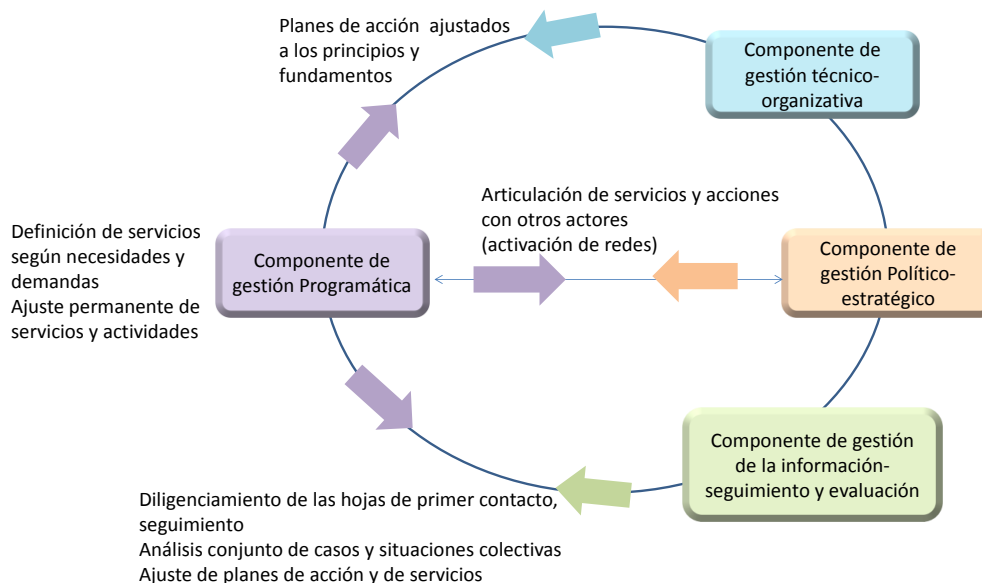 Planes de acción ajustados
a los principios y
fundamentos
Componente de
gestión técnico-
organizativa
Articulación de servicios y acciones
con otros actores
(activación de redes)
Definición de servicios
según necesidades y
demandas
Ajuste permanente de
servicios y actividades
Componente de
gestión Programática
Componente de
gestión Político-
estratégico
Componente de gestión
de la información-
seguimiento y evaluación
Diligenciamiento de las hojas de primer contacto,
seguimiento
Análisis conjunto de casos y situaciones colectivas
Ajuste de planes de acción y de servicios